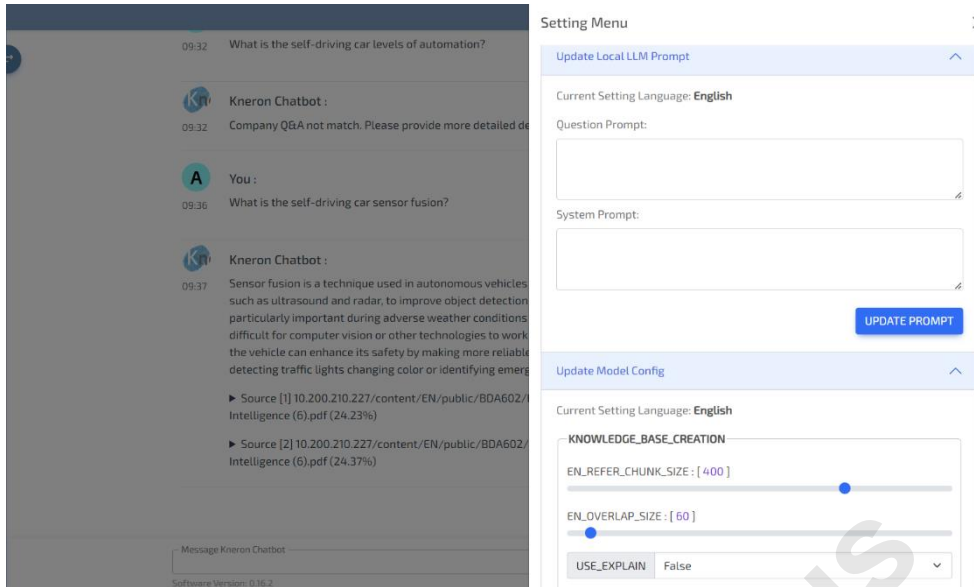 09:32 What is the self-driving car levels of automation?
Kn
Kneron Chatbot :
09:32 Company Q&A not match. Please provide more detailed de
A
You :
09:36 What is the self-driving car sensor fusion?
Kn
Kneron Chatbot :
09:37 Sensor fusion is a technique used in autonomous vehicles
such as ultrasound and radar, to improve object detection
particularly important during adverse weather conditions
difficult for computer vision or other technologies to work
the vehicle can enhance its safety by making more reliable
detecting traffic lights changing color or identifying emerg
▶ Source [1] 10.200.210.227/content/EN/public/BDA602/
Intelligence (6).pdf (24.23%)
▶ Source [2] 10.200.210.227/content/EN/public/BDA602/
Intelligence (6).pdf (24.37%)
Message Kneron Chatbot
Software Version: 0.16.2
Setting Menu
Update Local LLM Prompt
Current Setting Language: English
Question Prompt:
System Prompt:
UPDATE PROMPT
Update Model Config
Current Setting Language: English
KNOWLEDGE_BASE_CREATION
EN_REFER_CHUNK_SIZE : [ 400 ]
EN_OVERLAP_SIZE : [ 60 ]
USE_EXPLAIN False